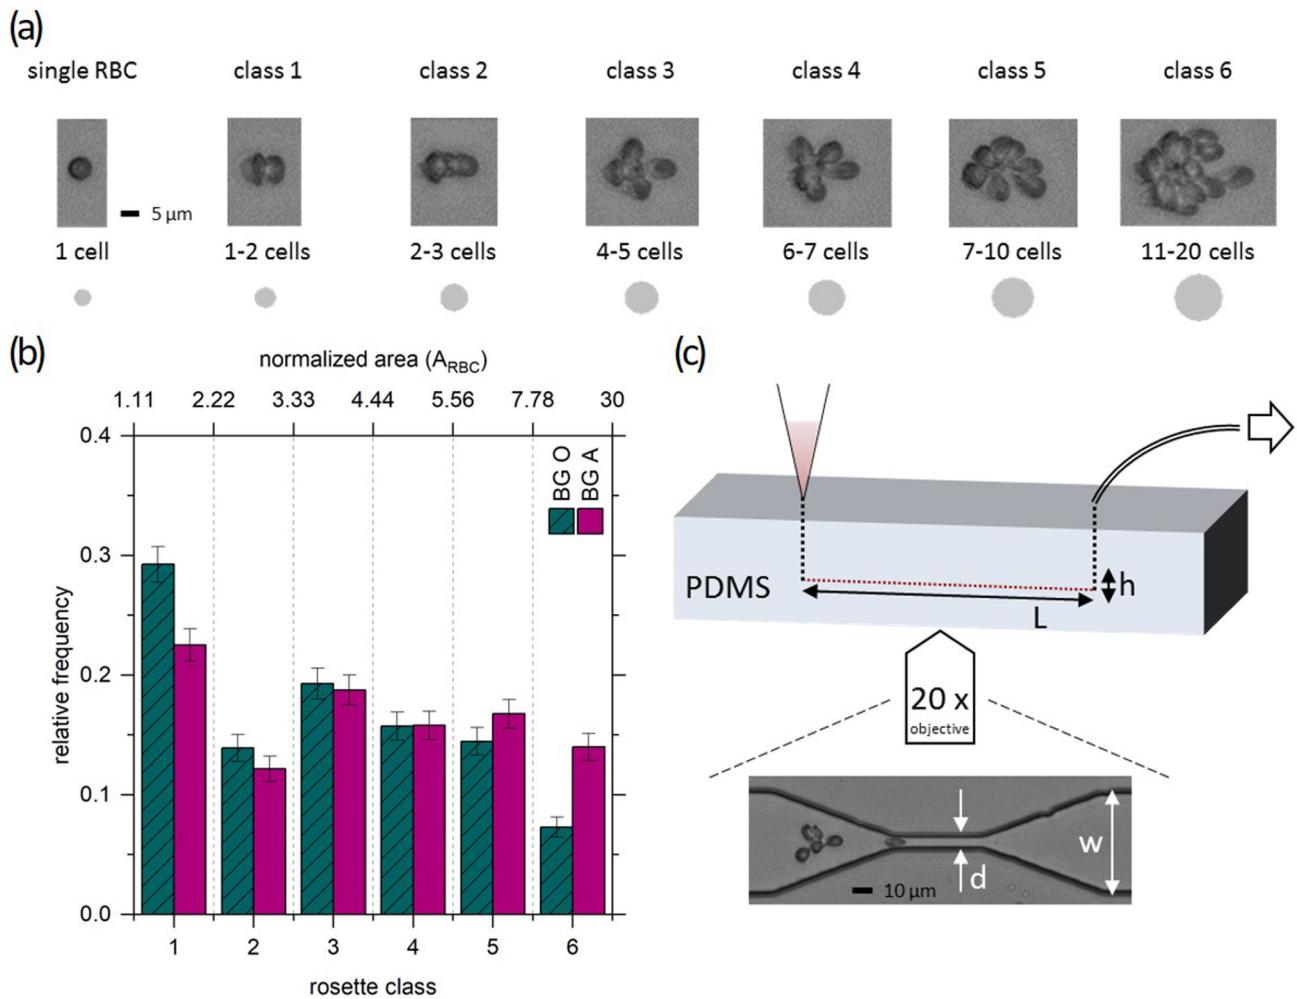 (a)
single RBC class 1 class 2 class 3 class 4 class 5 class 6
5 µm
1 cell 1-2 cells 2-3 cells 4-5 cells 6-7 cells 7-10 cells 11-20 cells
(b)
normalized area (ARBC)
1.11 2.22 3.33 4.44 5.56 7.78 30
0.4
0.3
0.2
0.1
0.0
relative frequency
BG O
BG A
1 2 3 4 5 6
rosette class
(c)
PDMS
h
L
20 x
objective
w
d
10 µm